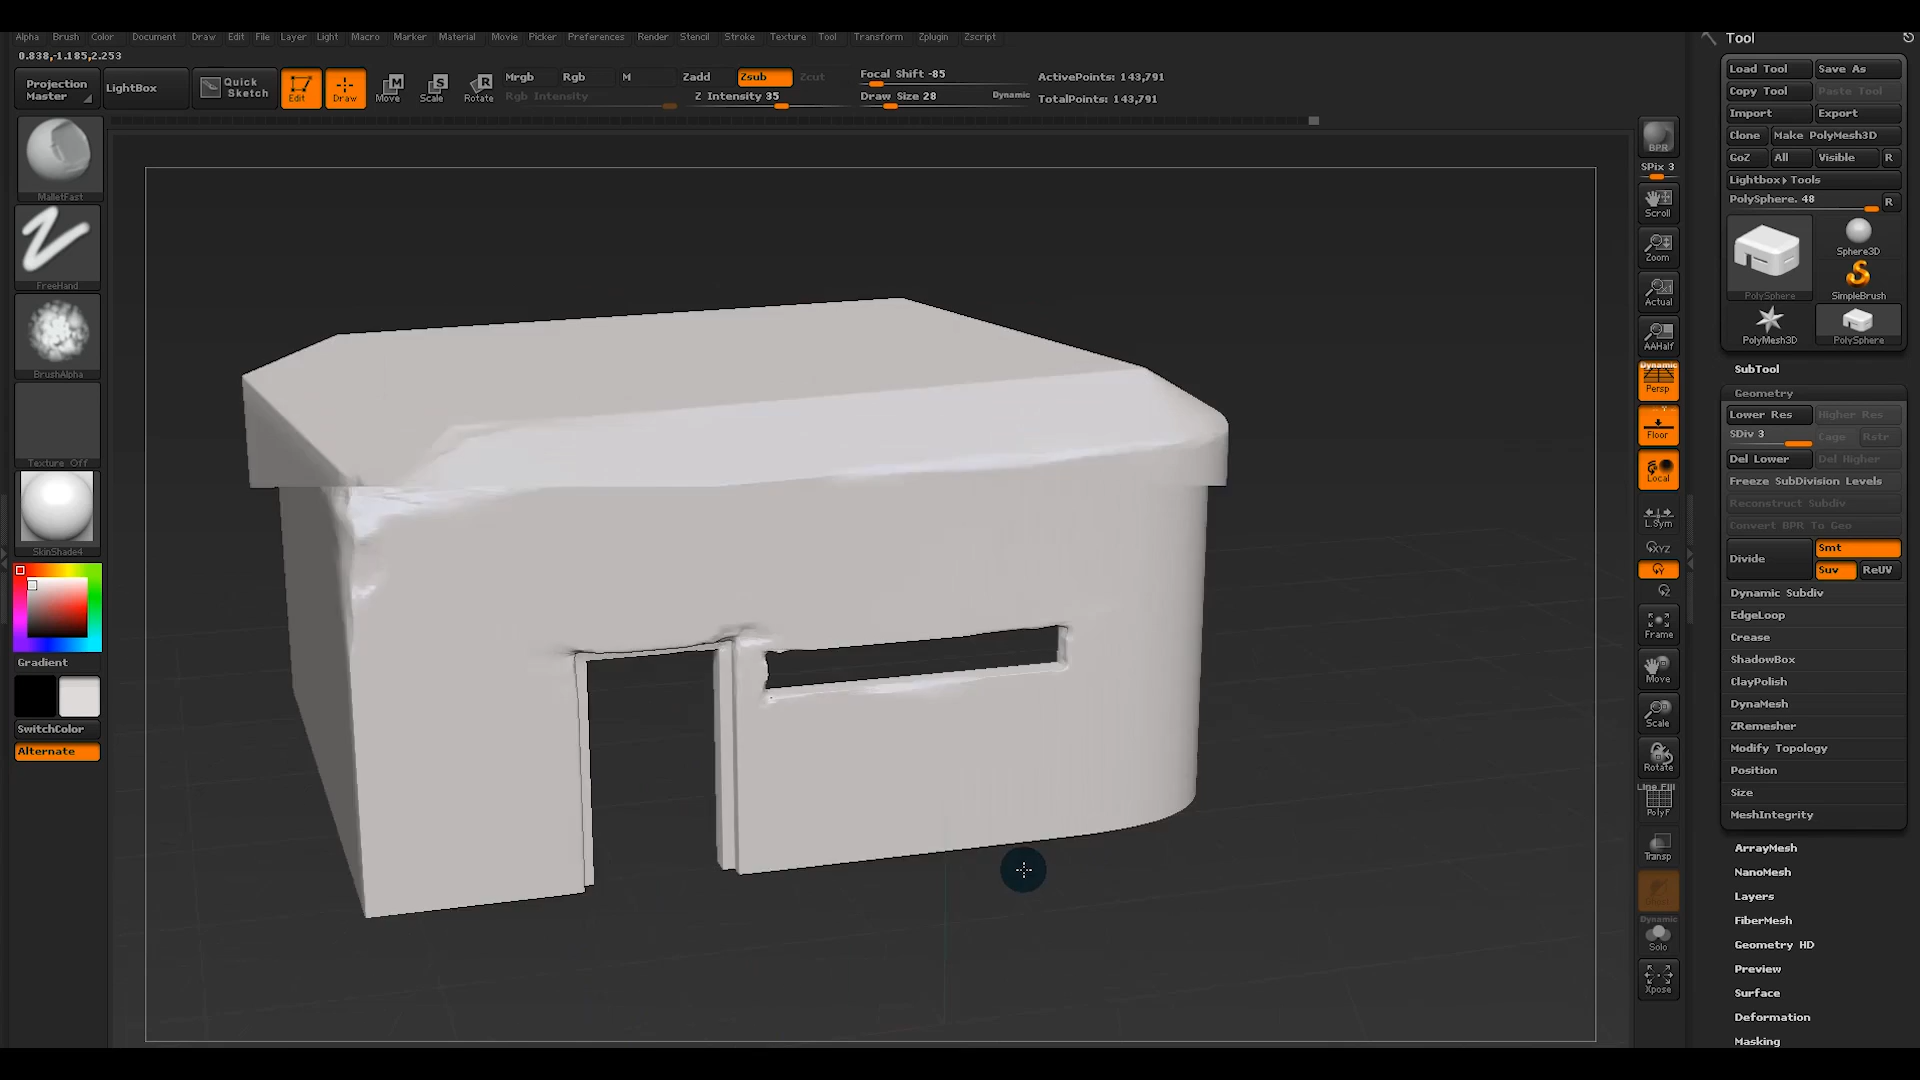 Alpha Brush Color Document Draw Edit File Layer Light Macro Marker Material Movie Picker Preferences Render Stencil Stroke Texture Tool Transform Zplugin Zscript
0.838,-1.185,2.253
Projection Master
LightBox
Quick Sketch
Edit
Draw
Move
Scale
Rotate
Mrgb Rgb M
Rgb Intensity
Zadd Zsub Zcut
Z Intensity 35
Focal Shift -85
Draw Size 28
Dynamic
ActivePoints: 143,791
TotalPoints: 143,791
MalletFast
FreeHand
BrushAlpha
Texture Off
SkinShade4
Gradient
SwitchColor
Alternate
BPR
SPix 3
Scroll
Zoom
Actual
AAHalf
Dynamic
Persp
Floor
Local
L.Sym
XYZ
Y
Z
Frame
Move
Scale
Rotate
Line Fill
PolyF
Transp
Dynamic
Solo
Xpose
Tool
Load Tool Save As
Copy Tool Paste Tool
Import Export
Clone Make PolyMesh3D
GoZ All Visible R
Lightbox▸Tools
PolySphere. 48 R
PolySphere
Sphere3D
SimpleBrush
PolyMesh3D
PolySphere
SubTool
Geometry
Lower Res Higher Res
SDiv 3 Cage Rstr
Del Lower Del Higher
Freeze SubDivision Levels
Reconstruct Subdiv
Convert BPR To Geo
Divide
Smt
Suv ReUV
Dynamic Subdiv
EdgeLoop
Crease
ShadowBox
ClayPolish
DynaMesh
ZRemesher
Modify Topology
Position
Size
MeshIntegrity
ArrayMesh
NanoMesh
Layers
FiberMesh
Geometry HD
Preview
Surface
Deformation
Masking